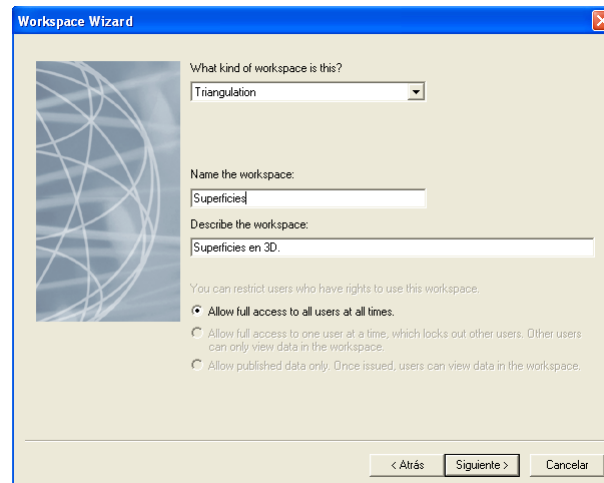 Workspace Wizard
What kind of workspace is this?
Triangulation
Name the workspace:
Superficies
Describe the workspace:
Superficies en 3D.
You can restrict users who have rights to use this workspace.
Allow full access to all users at all times.
Allow full access to one user at a time, which locks out other users. Other users
can only view data in the workspace.
Allow published data only. Once issued, users can view data in the workspace.
< Atrás Siguiente > Cancelar